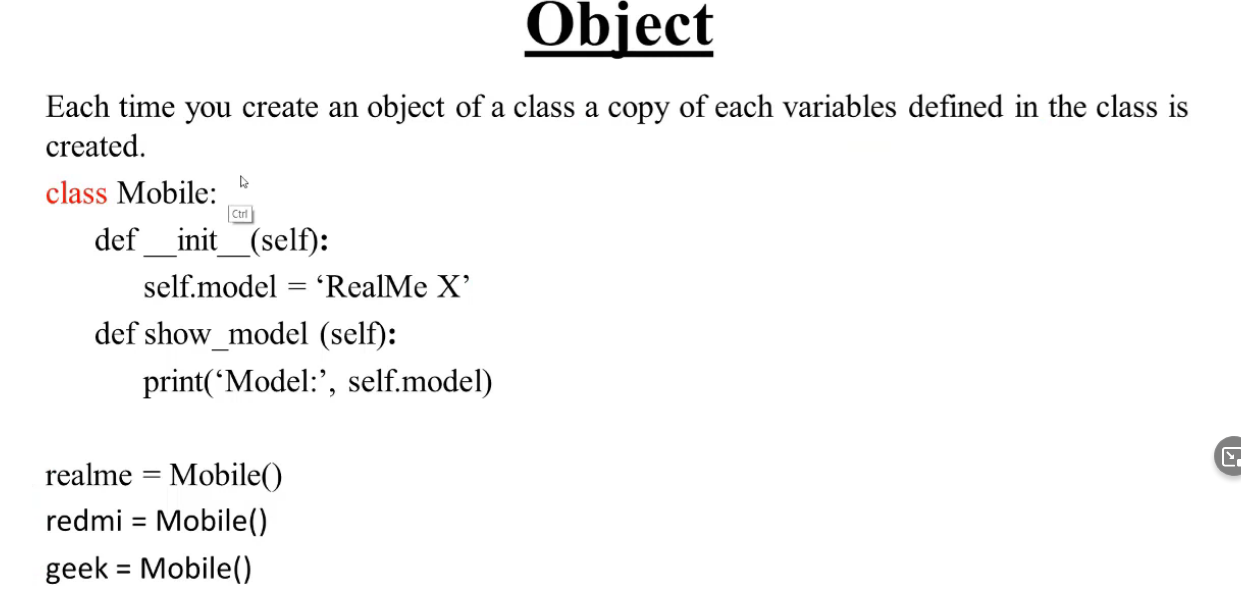 Object
Each time you create an object of a class a copy of each variables defined in the class is
created.
class Mobile:
Ctrl
def __init__(self):
self.model = ‘RealMe X’
def show_model (self):
print(‘Model:’, self.model)
realme = Mobile()
redmi = Mobile()
geek = Mobile()